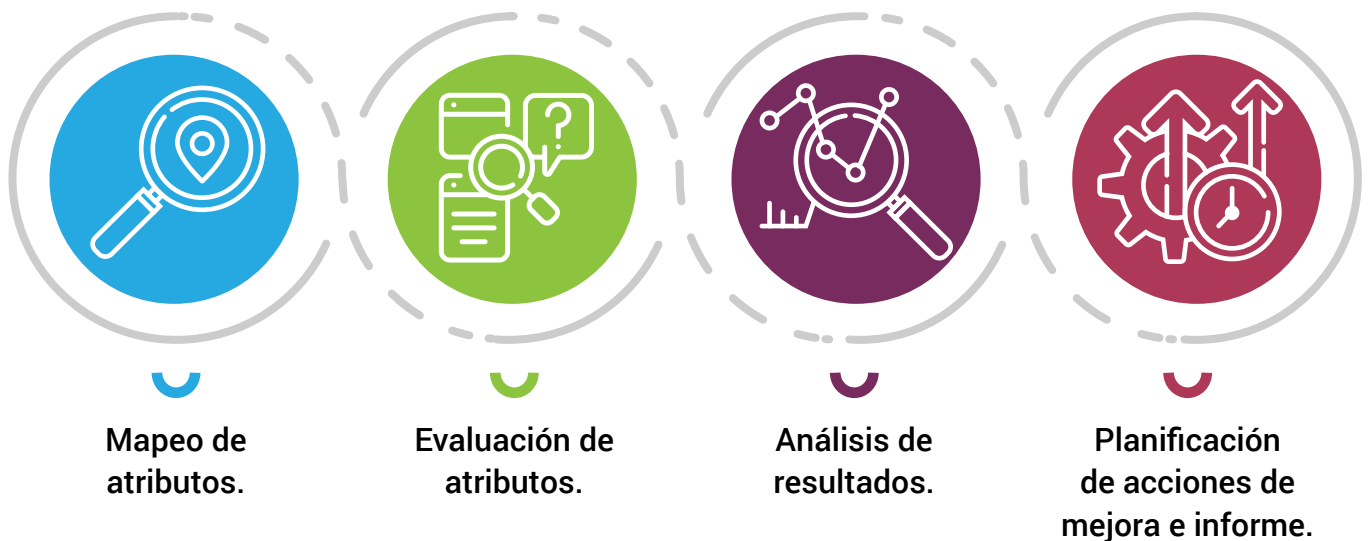 Mapeo de
atributos.
Evaluación de
atributos.
Análisis de
resultados.
Planificación
de acciones de
mejora e informe.